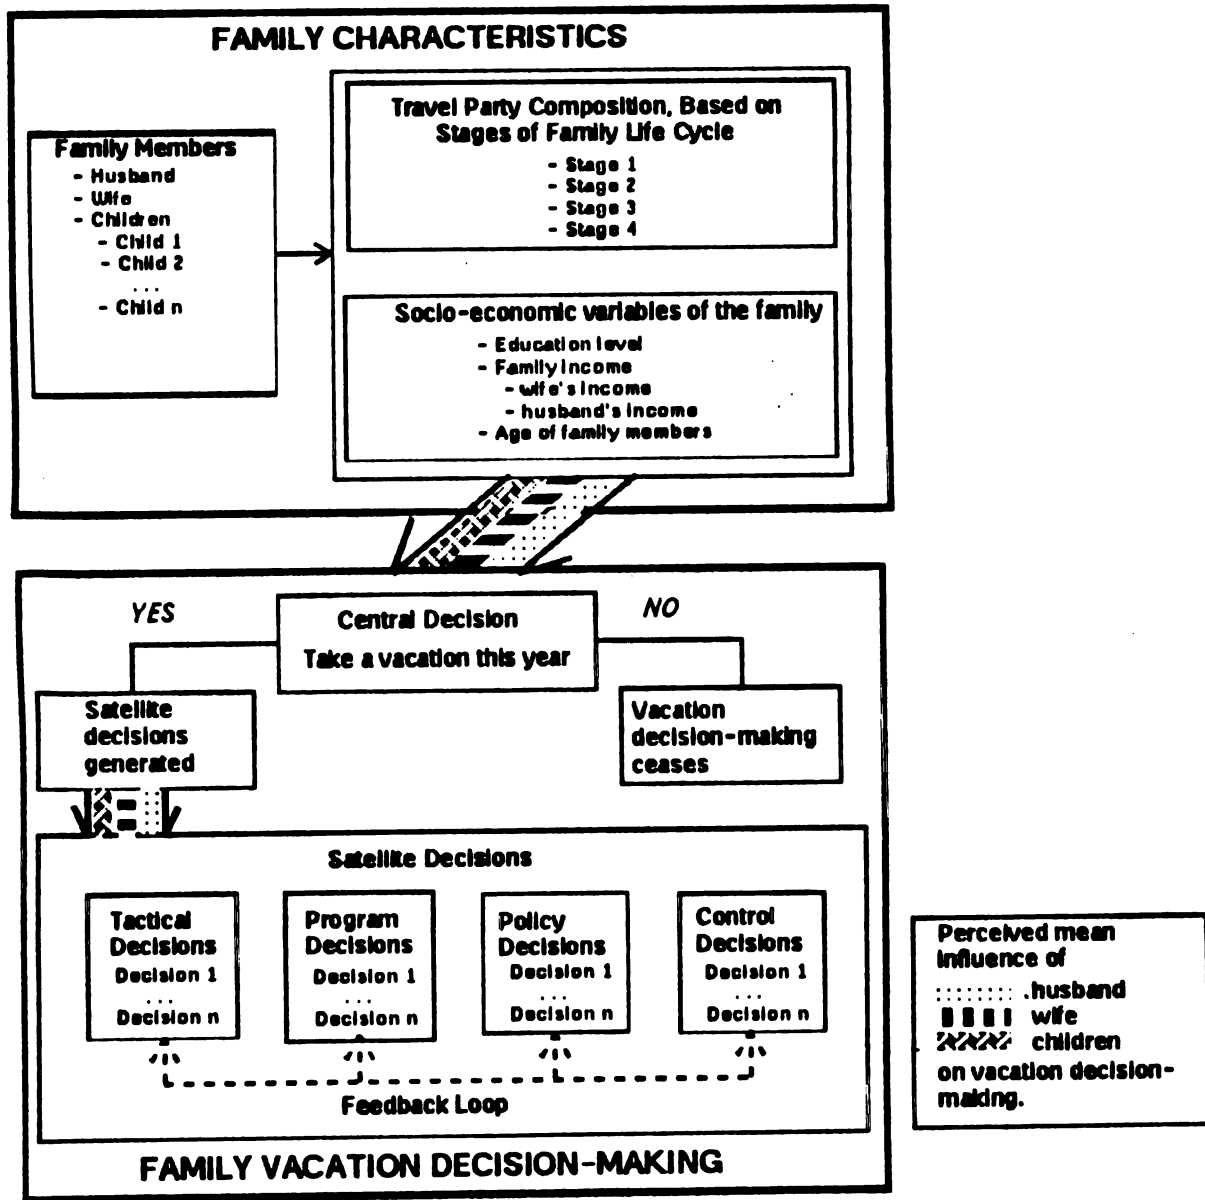 FAMILY CHARACTERISTICS
Family Members
- Husband
- Wife
- Children
- Child 1
- Child 2
...
- Child n
Travel Party Composition, Based on
Stages of Family Life Cycle
- Stage 1
- Stage 2
- Stage 3
- Stage 4
Socio-economic variables of the family
- Education level
- Family income
- wife's income
- husband's income
- Age of family members
YES
Central Decision
Take a vacation this year
NO
Satellite
decisions
generated
Vacation
decision-making
ceases
Satellite Decisions
Tactical
Decisions
Decision 1
...
Decision n
Program
Decisions
Decision 1
...
Decision n
Policy
Decisions
Decision 1
...
Decision n
Control
Decisions
Decision 1
...
Decision n
Feedback Loop
FAMILY VACATION DECISION-MAKING
Perceived mean
influence of
husband
wife
children
on vacation decision-
making.